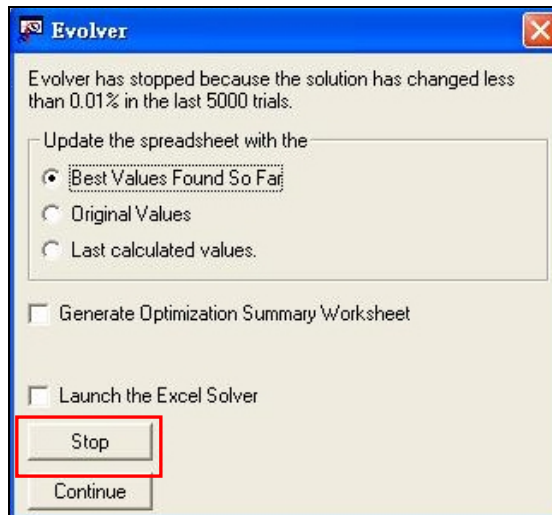 Evolver
Evolver has stopped because the solution has changed less
than 0.01% in the last 5000 trials.
Update the spreadsheet with the
Best Values Found So Far
Original Values
Last calculated values.
Generate Optimization Summary Worksheet
Launch the Excel Solver
Stop
Continue